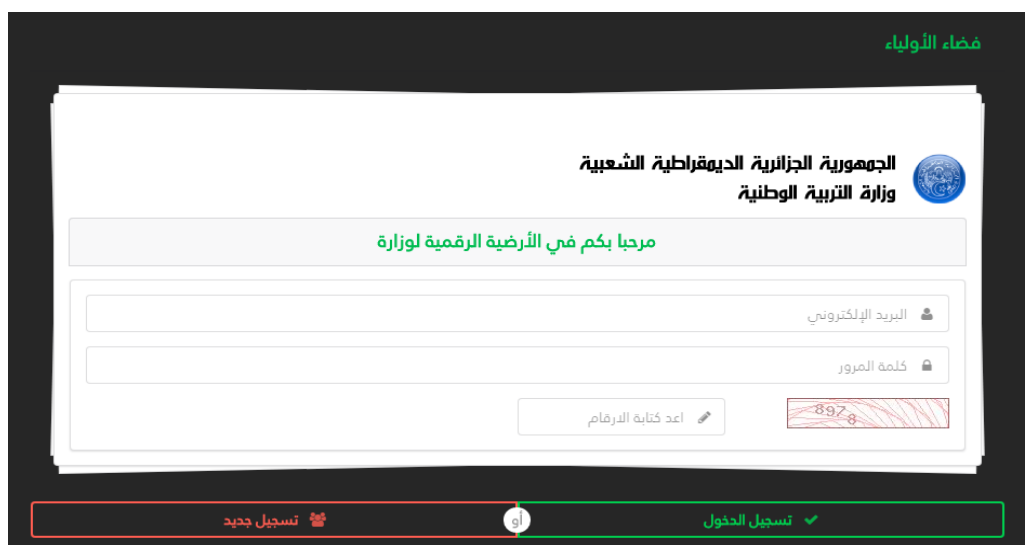 فضاء الأولياء
الجمهورية الجزائرية الديمقراطية الشعبية
وزارة التربية الوطنية
مرحبا بكم في الأرضية الرقمية لوزارة
البريد الإلكتروني
كلمة المرور
8978
اعد كتابة الارقام
تسجيل الدخول
أو
تسجيل جديد